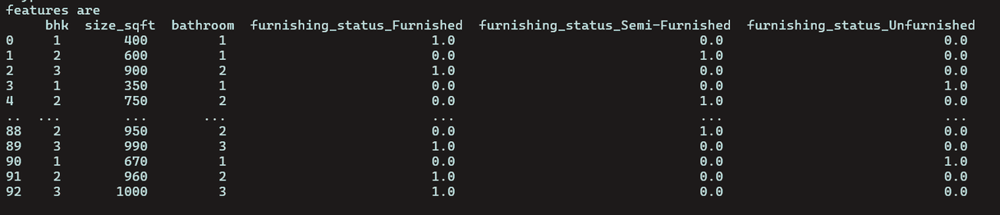 features are
bhk size_sqft bathroom furnishing_status_Furnished furnishing_status_Semi-Furnished furnishing_status_Unfurnished
0 1 400 1 1.0 0.0 0.0
1 2 600 1 0.0 1.0 0.0
2 3 900 2 1.0 0.0 0.0
3 1 350 1 0.0 0.0 1.0
4 2 750 2 0.0 1.0 0.0
.. ... ... ... ... ... ...
88 2 950 2 0.0 1.0 0.0
89 3 990 3 1.0 0.0 0.0
90 1 670 1 0.0 0.0 1.0
91 2 960 2 1.0 0.0 0.0
92 3 1000 3 1.0 0.0 0.0